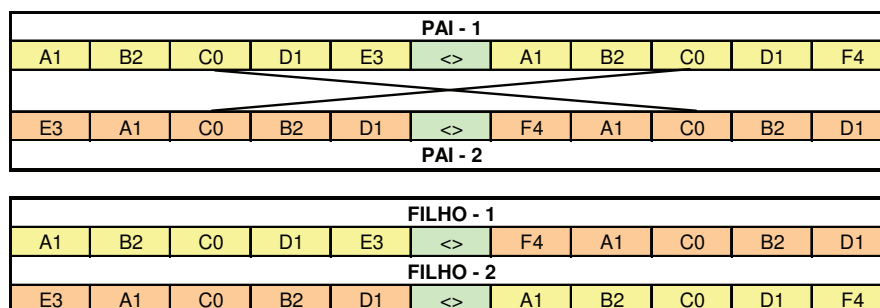 PAI - 1
A1 B2 C0 D1 E3 <> A1 B2 C0 D1 F4
E3 A1 C0 B2 D1 <> F4 A1 C0 B2 D1
PAI - 2
FILHO - 1
A1 B2 C0 D1 E3 <> F4 A1 C0 B2 D1
FILHO - 2
E3 A1 C0 B2 D1 <> A1 B2 C0 D1 F4